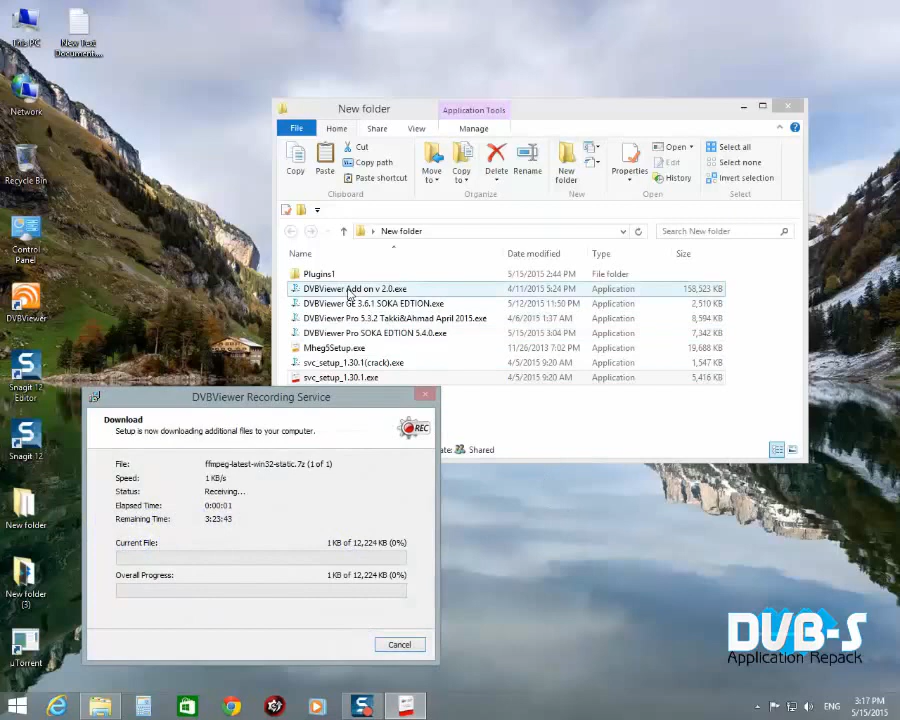 This PC
New Text
Document...
Network
Recycle Bin
Control
Panel
DVBViewer
Snagit 12
Editor
Snagit 12
New folder
New folder
(3)
uTorrent
New folder
Application Tools
File
Home
Share
View
Manage
Copy
Paste
Cut
Copy path
Paste shortcut
Clipboard
Move
to
Copy
to
Delete
Rename
Organize
New
folder
New
Properties
Open
Edit
History
Open
Select all
Select none
Invert selection
Select
New folder
Search New folder
Name Date modified Type Size
Plugins1 5/15/2015 2:44 PM File folder
DVBViewer Add on v 2.0.exe 4/11/2015 5:24 PM Application 158,523 KB
DVBViewer GE 3.6.1 SOKA EDTION.exe 5/12/2015 11:50 PM Application 2,510 KB
DVBViewer Pro 5.3.2 Takki&Ahmad April 2015.exe 4/6/2015 1:37 AM Application 8,594 KB
DVBViewer Pro SOKA EDTION 5.4.0.exe 5/15/2015 3:04 PM Application 7,342 KB
Mheg5Setup.exe 11/26/2013 7:02 PM Application 19,688 KB
svc_setup_1.30.1(crack).exe 4/5/2015 9:20 AM Application 1,547 KB
svc_setup_1.30.1.exe 4/5/2015 9:20 AM Application 5,416 KB
ate: Shared
DVBViewer Recording Service
Download
Setup is now downloading additional files to your computer.
REC
File: ffmpeg-latest-win32-static.7z (1 of 1)
Speed: 1 KB/s
Status: Receiving...
Elapsed Time: 0:00:01
Remaining Time: 3:23:43
Current File: 1 KB of 12,224 KB (0%)
Overall Progress: 1 KB of 12,224 KB (0%)
Cancel
DVB-S
Application Repack
ENG
3:17 PM
5/15/2015